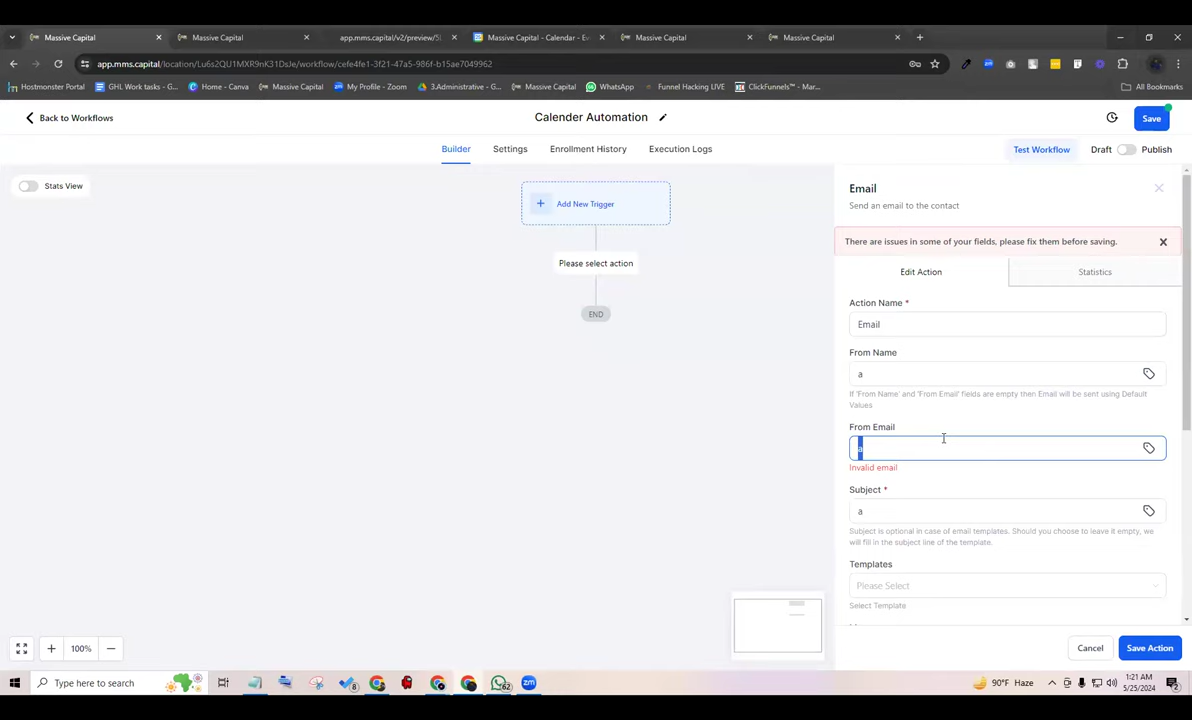 Massive Capital
Massive Capital
app.mms.capital/v2/preview/5
Massive Capital - Calendar - Ev
Massive Capital
Massive Capital
app.mms.capital/location/Lu6s2QU1MXR9nK31DsJe/workflow/cefe4fe1-3f21-47a5-986f-b15ae7049962
Hostmonster Portal
GHL Work tasks - G...
Home - Canva
Massive Capital
My Profile - Zoom
3.Administrative - G...
Massive Capital
WhatsApp
Funnel Hacking LIVE
ClickFunnels™ - Mar...
All Bookmarks
Back to Workflows
Calender Automation
Save
Builder
Settings
Enrollment History
Execution Logs
Test Workflow
Draft
Publish
Stats View
Add New Trigger
Please select action
END
Email
Send an email to the contact
There are issues in some of your fields, please fix them before saving.
Edit Action
Statistics
Action Name *
Email
From Name
a
If 'From Name' and 'From Email' fields are empty then Email will be sent using Default
Values
From Email
a
Invalid email
Subject *
a
Subject is optional in case of email templates. Should you choose to leave it empty, we
will fill in the subject line of the template.
Templates
Please Select
Select Template
100%
Cancel
Save Action
Type here to search
8
62
zm
90°F Haze
1:21 AM
5/25/2024
2